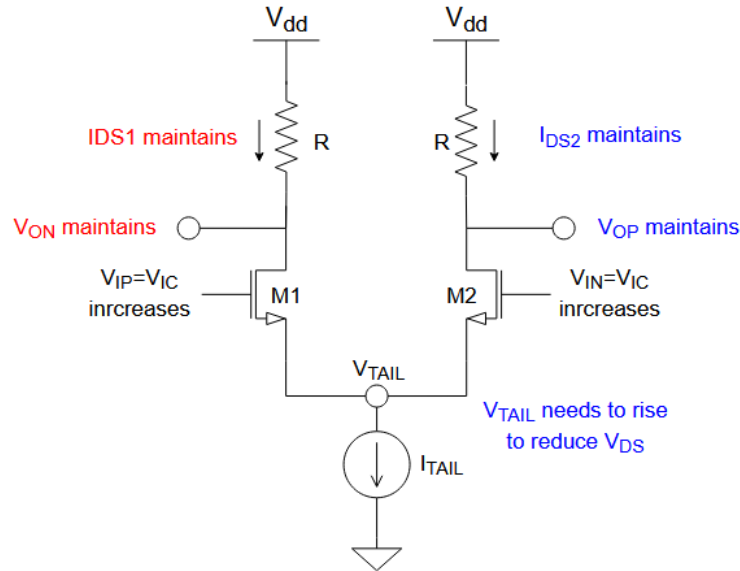 Vdd
Vdd
IDS1 maintains
R
R
IDS2 maintains
VON maintains
VOP maintains
VIP=VIC
inrcreases
M1
M2
VIN=VIC
inrcreases
VTAIL
VTAIL needs to rise
to reduce VDS
ITAIL